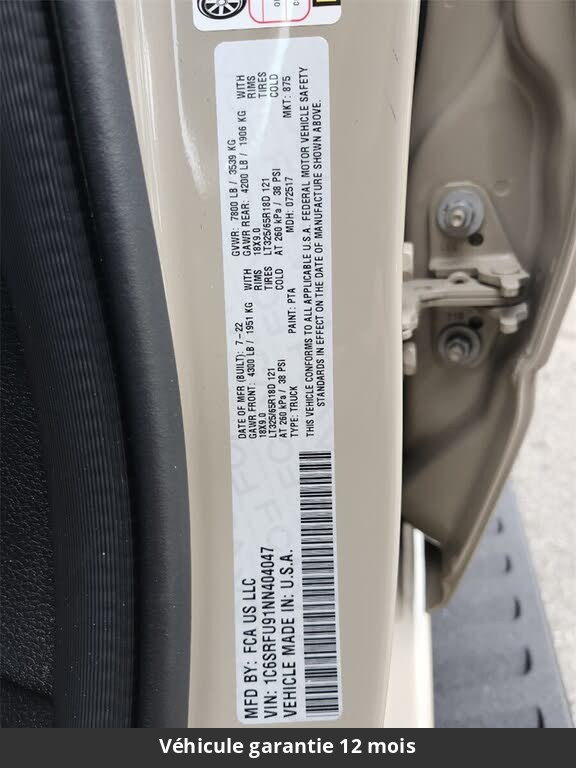 MFD BY: FCA US LLC
DATE OF MFR (BUILT): 7-22 GVWR: 7800 LB / 3539 KG
GAWR FRONT: 4300 LB / 1951 KG WITH GAWR REAR: 4200 LB / 1906 KG WITH
18X9.0 RIMS 18X9.0 RIMS
LT325/65R18D 121 TIRES LT325/65R18D 121 TIRES
AT 260 kPa / 38 PSI COLD AT 260 kPa / 38 PSI COLD
VIN: 1C6SRFU91NN404047
TYPE: TRUCK PAINT: PTA MDH: 072517 MKT: 875
VEHICLE MADE IN: U.S.A.
THIS VEHICLE CONFORMS TO ALL APPLICABLE U.S.A. FEDERAL MOTOR VEHICLE SAFETY
STANDARDS IN EFFECT ON THE DATE OF MANUFACTURE SHOWN ABOVE.
Véhicule garantie 12 mois